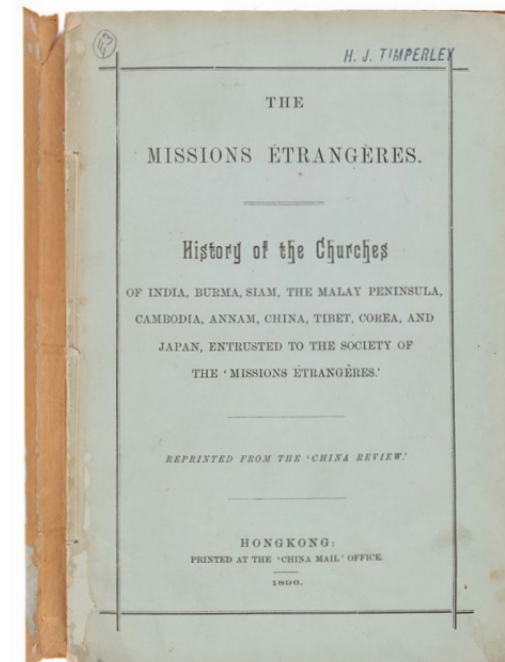 H. J. TIMPERLEY
THE
MISSIONS ÉTRANGÈRES.
History of the Churches
OF INDIA, BURMA, SIAM, THE MALAY PENINSULA,
CAMBODIA, ANNAM, CHINA, TIBET, COREA, AND
JAPAN, ENTRUSTED TO THE SOCIETY OF
THE ‘MISSIONS ÉTRANGÈRES.’
REPRINTED FROM THE ‘CHINA REVIEW.’
HONGKONG:
PRINTED AT THE ‘CHINA MAIL’ OFFICE.